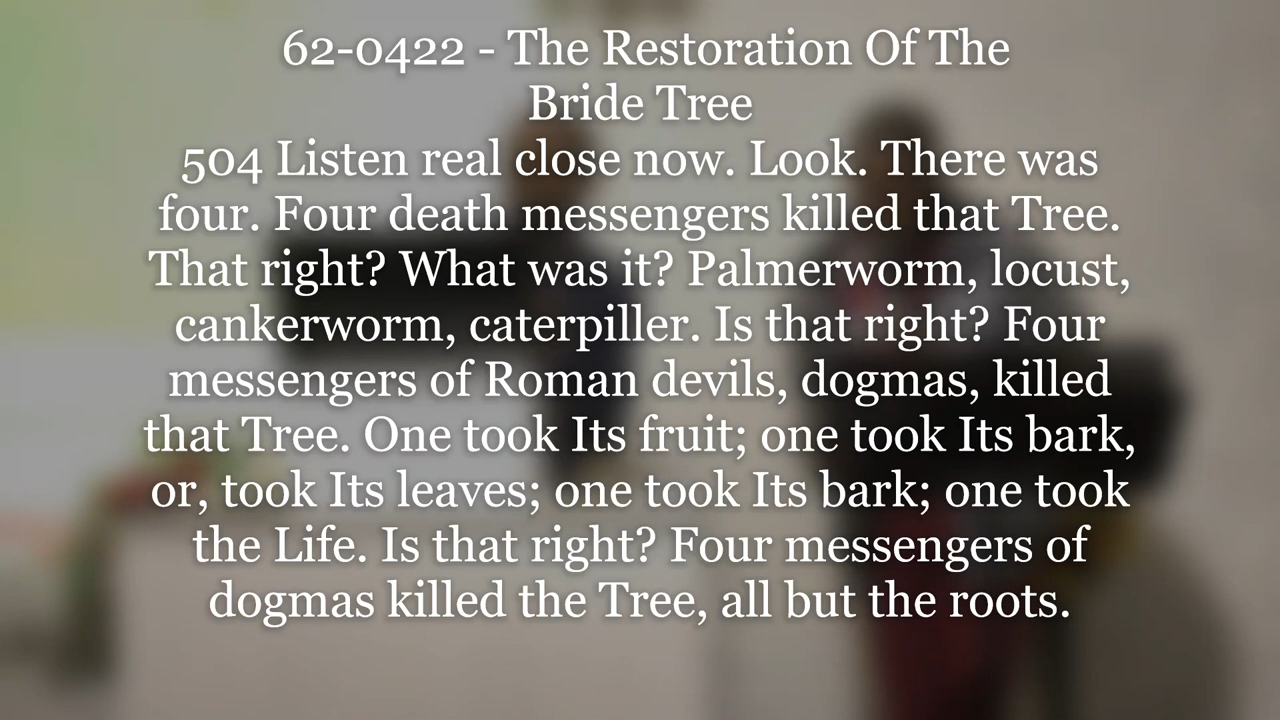 62-0422 - The Restoration Of The
Bride Tree
504 Listen real close now. Look. There was
four. Four death messengers killed that Tree.
That right? What was it? Palmerworm, locust,
cankerworm, caterpiller. Is that right? Four
messengers of Roman devils, dogmas, killed
that Tree. One took Its fruit; one took Its bark,
or, took Its leaves; one took Its bark; one took
the Life. Is that right? Four messengers of
dogmas killed the Tree, all but the roots.